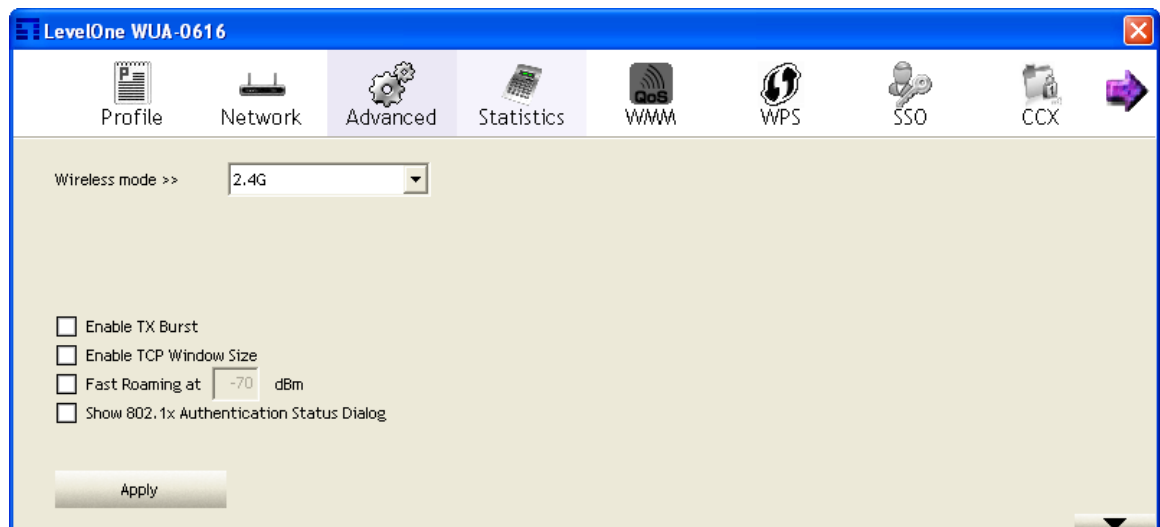 LevelOne WUA-0616
Profile Network Advanced Statistics QoS WMM WPS SSO CCX
Wireless mode >> 2.4G
Enable TX Burst
Enable TCP Window Size
Fast Roaming at -70 dBm
Show 802.1x Authentication Status Dialog
Apply